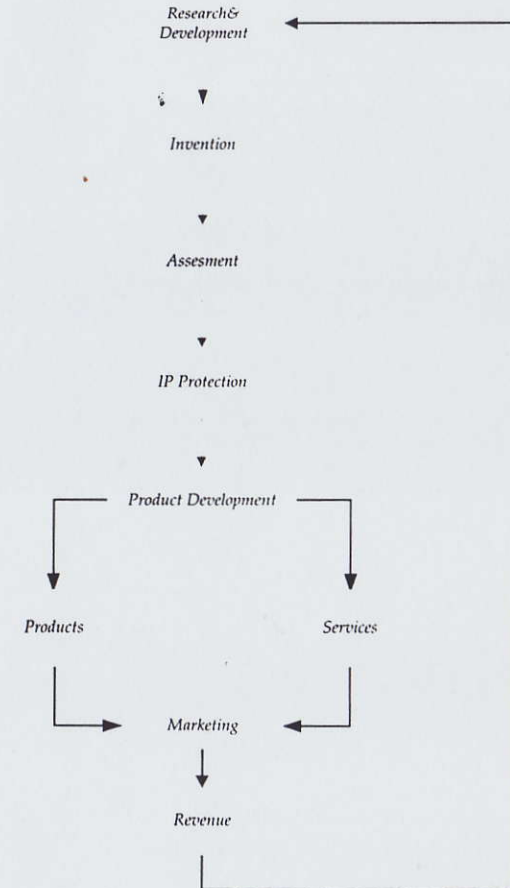 Research&
Development
Invention
Assesment
IP Protection
Product Development
Products
Services
Marketing
Revenue